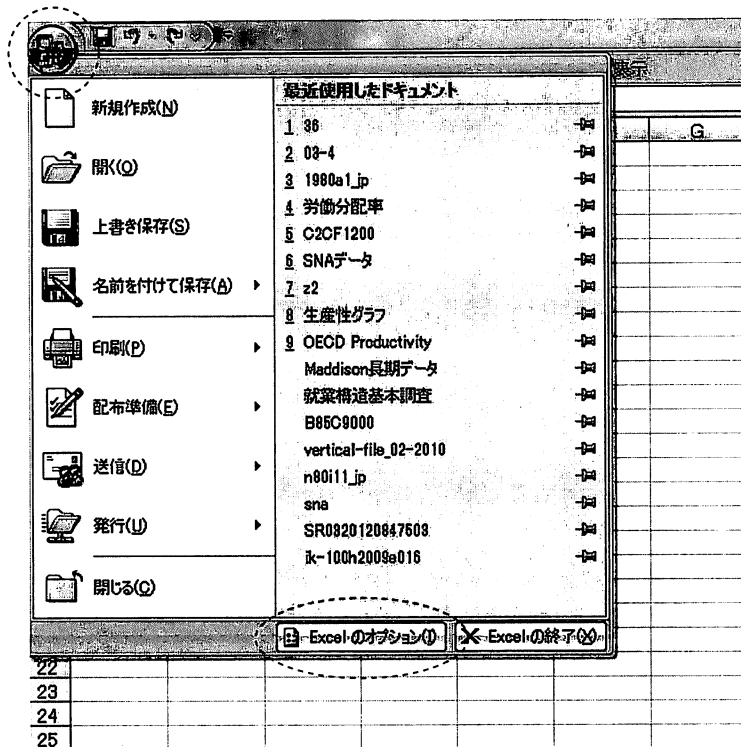 表示
G
新規作成(N)
開く(O)
上書き保存(S)
名前を付けて保存(A)
印刷(P)
配布準備(E)
送信(D)
発行(U)
閉じる(C)
最近使用したドキュメント
1 36
2 03-4
3 1980a1_jp
4 労働分配率
5 C2CF1200
6 SNAデータ
7 z2
8 生産性グラフ
9 OECD Productivity
Maddison長期データ
就業構造基本調査
B85C9000
vertical-file_02-2010
n80i11_jp
sna
SR0820120847503
ik-100h2009e016
Excel のオプション(I)
Excel の終了(X)
22
23
24
25